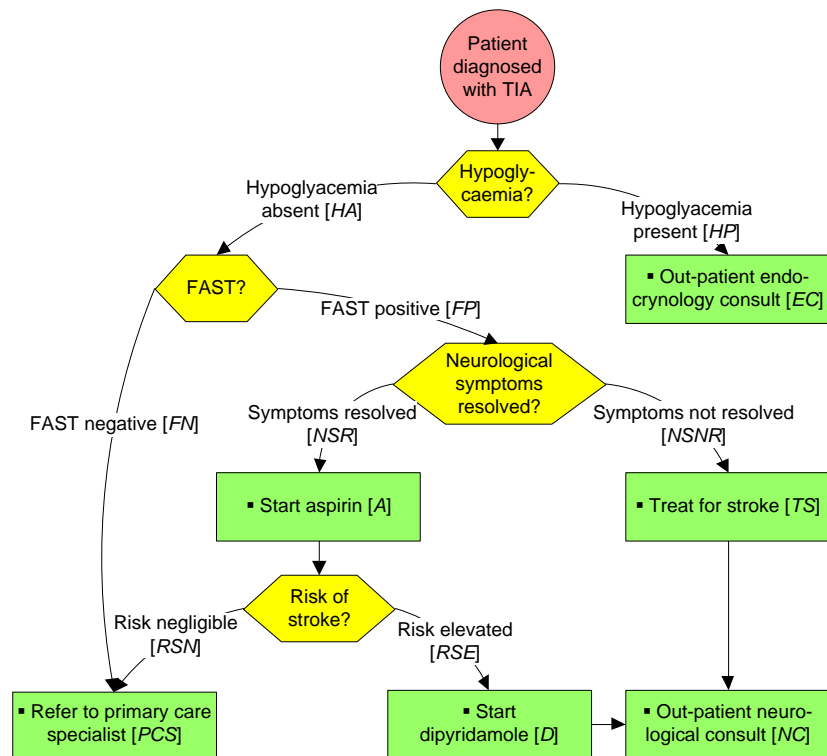 Patient
diagnosed
with TIA
Hypogly-
caemia?
Hypoglyacemia
absent [HA]
Hypoglyacemia
present [HP]
FAST?
▪ Out-patient endo-
crynology consult [EC]
FAST positive [FP]
Neurological
symptoms
resolved?
FAST negative [FN]
Symptoms resolved
[NSR]
Symptoms not resolved
[NSNR]
▪ Start aspirin [A]
▪ Treat for stroke [TS]
Risk of
stroke?
Risk negligible
[RSN]
Risk elevated
[RSE]
▪ Refer to primary care
specialist [PCS]
▪ Start
dipyridamole [D]
▪ Out-patient neuro-
logical consult [NC]